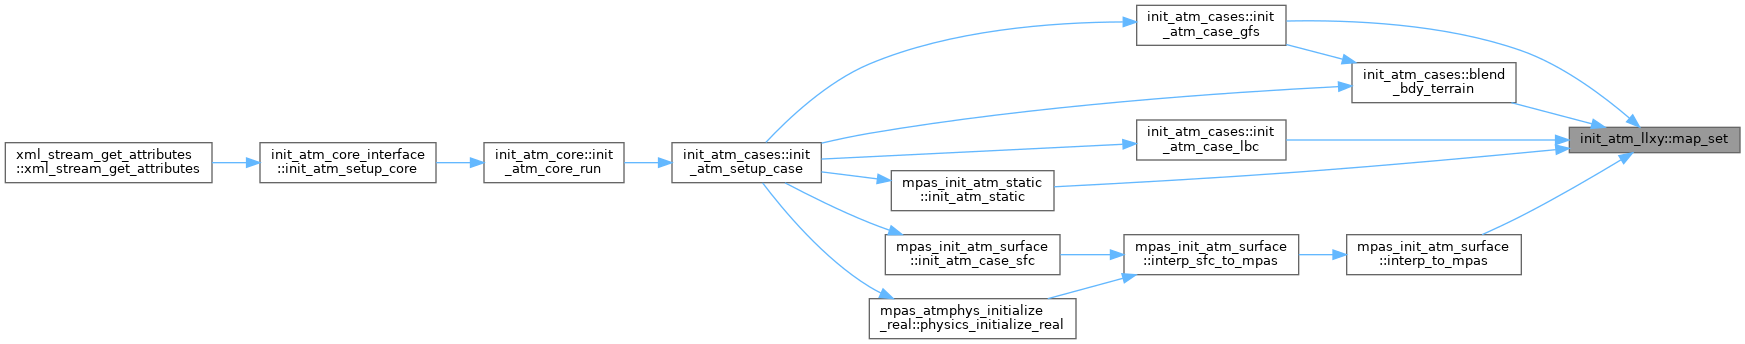 xml_stream_get_attributes
::xml_stream_get_attributes
init_atm_core_interface
::init_atm_setup_core
init_atm_core::init
_atm_core_run
init_atm_cases::init
_atm_setup_case
init_atm_cases::init
_atm_case_gfs
init_atm_cases::blend
_bdy_terrain
init_atm_cases::init
_atm_case_lbc
mpas_init_atm_static
::init_atm_static
mpas_init_atm_surface
::init_atm_case_sfc
mpas_init_atm_surface
::interp_sfc_to_mpas
mpas_init_atm_surface
::interp_to_mpas
mpas_atmphys_initialize
_real::physics_initialize_real
init_atm_llxy::map_set